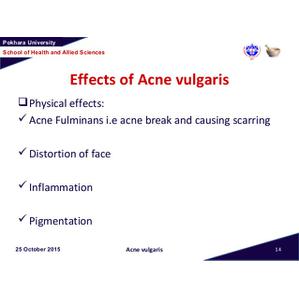 Pokhara University
School of Health and Allied Sciences
Effects of Acne vulgaris
Physical effects:
Acne Fulminans i.e acne break and causing scarring
Distortion of face
Inflammation
Pigmentation
25 October 2015
Acne vulgaris
14